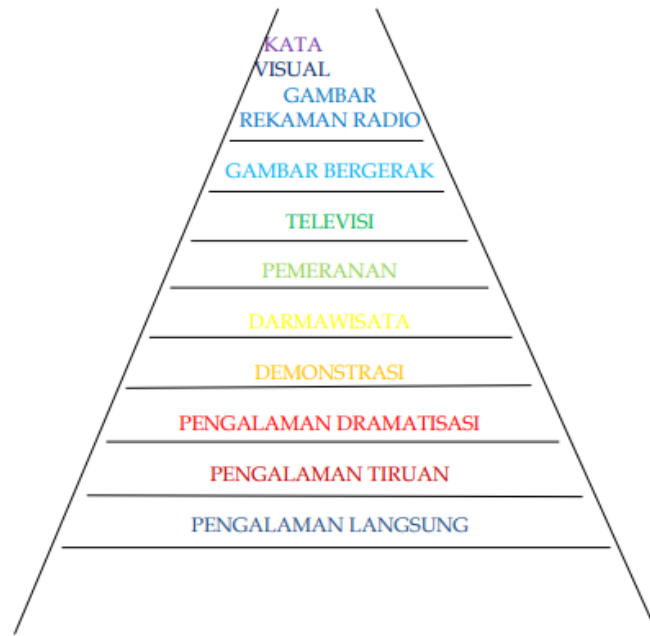 KATA
VISUAL
GAMBAR
REKAMAN RADIO
GAMBAR BERGERAK
TELEVISI
PEMERANAN
DARMAWISATA
DEMONSTRASI
PENGALAMAN DRAMATISASI
PENGALAMAN TIRUAN
PENGALAMAN LANGSUNG